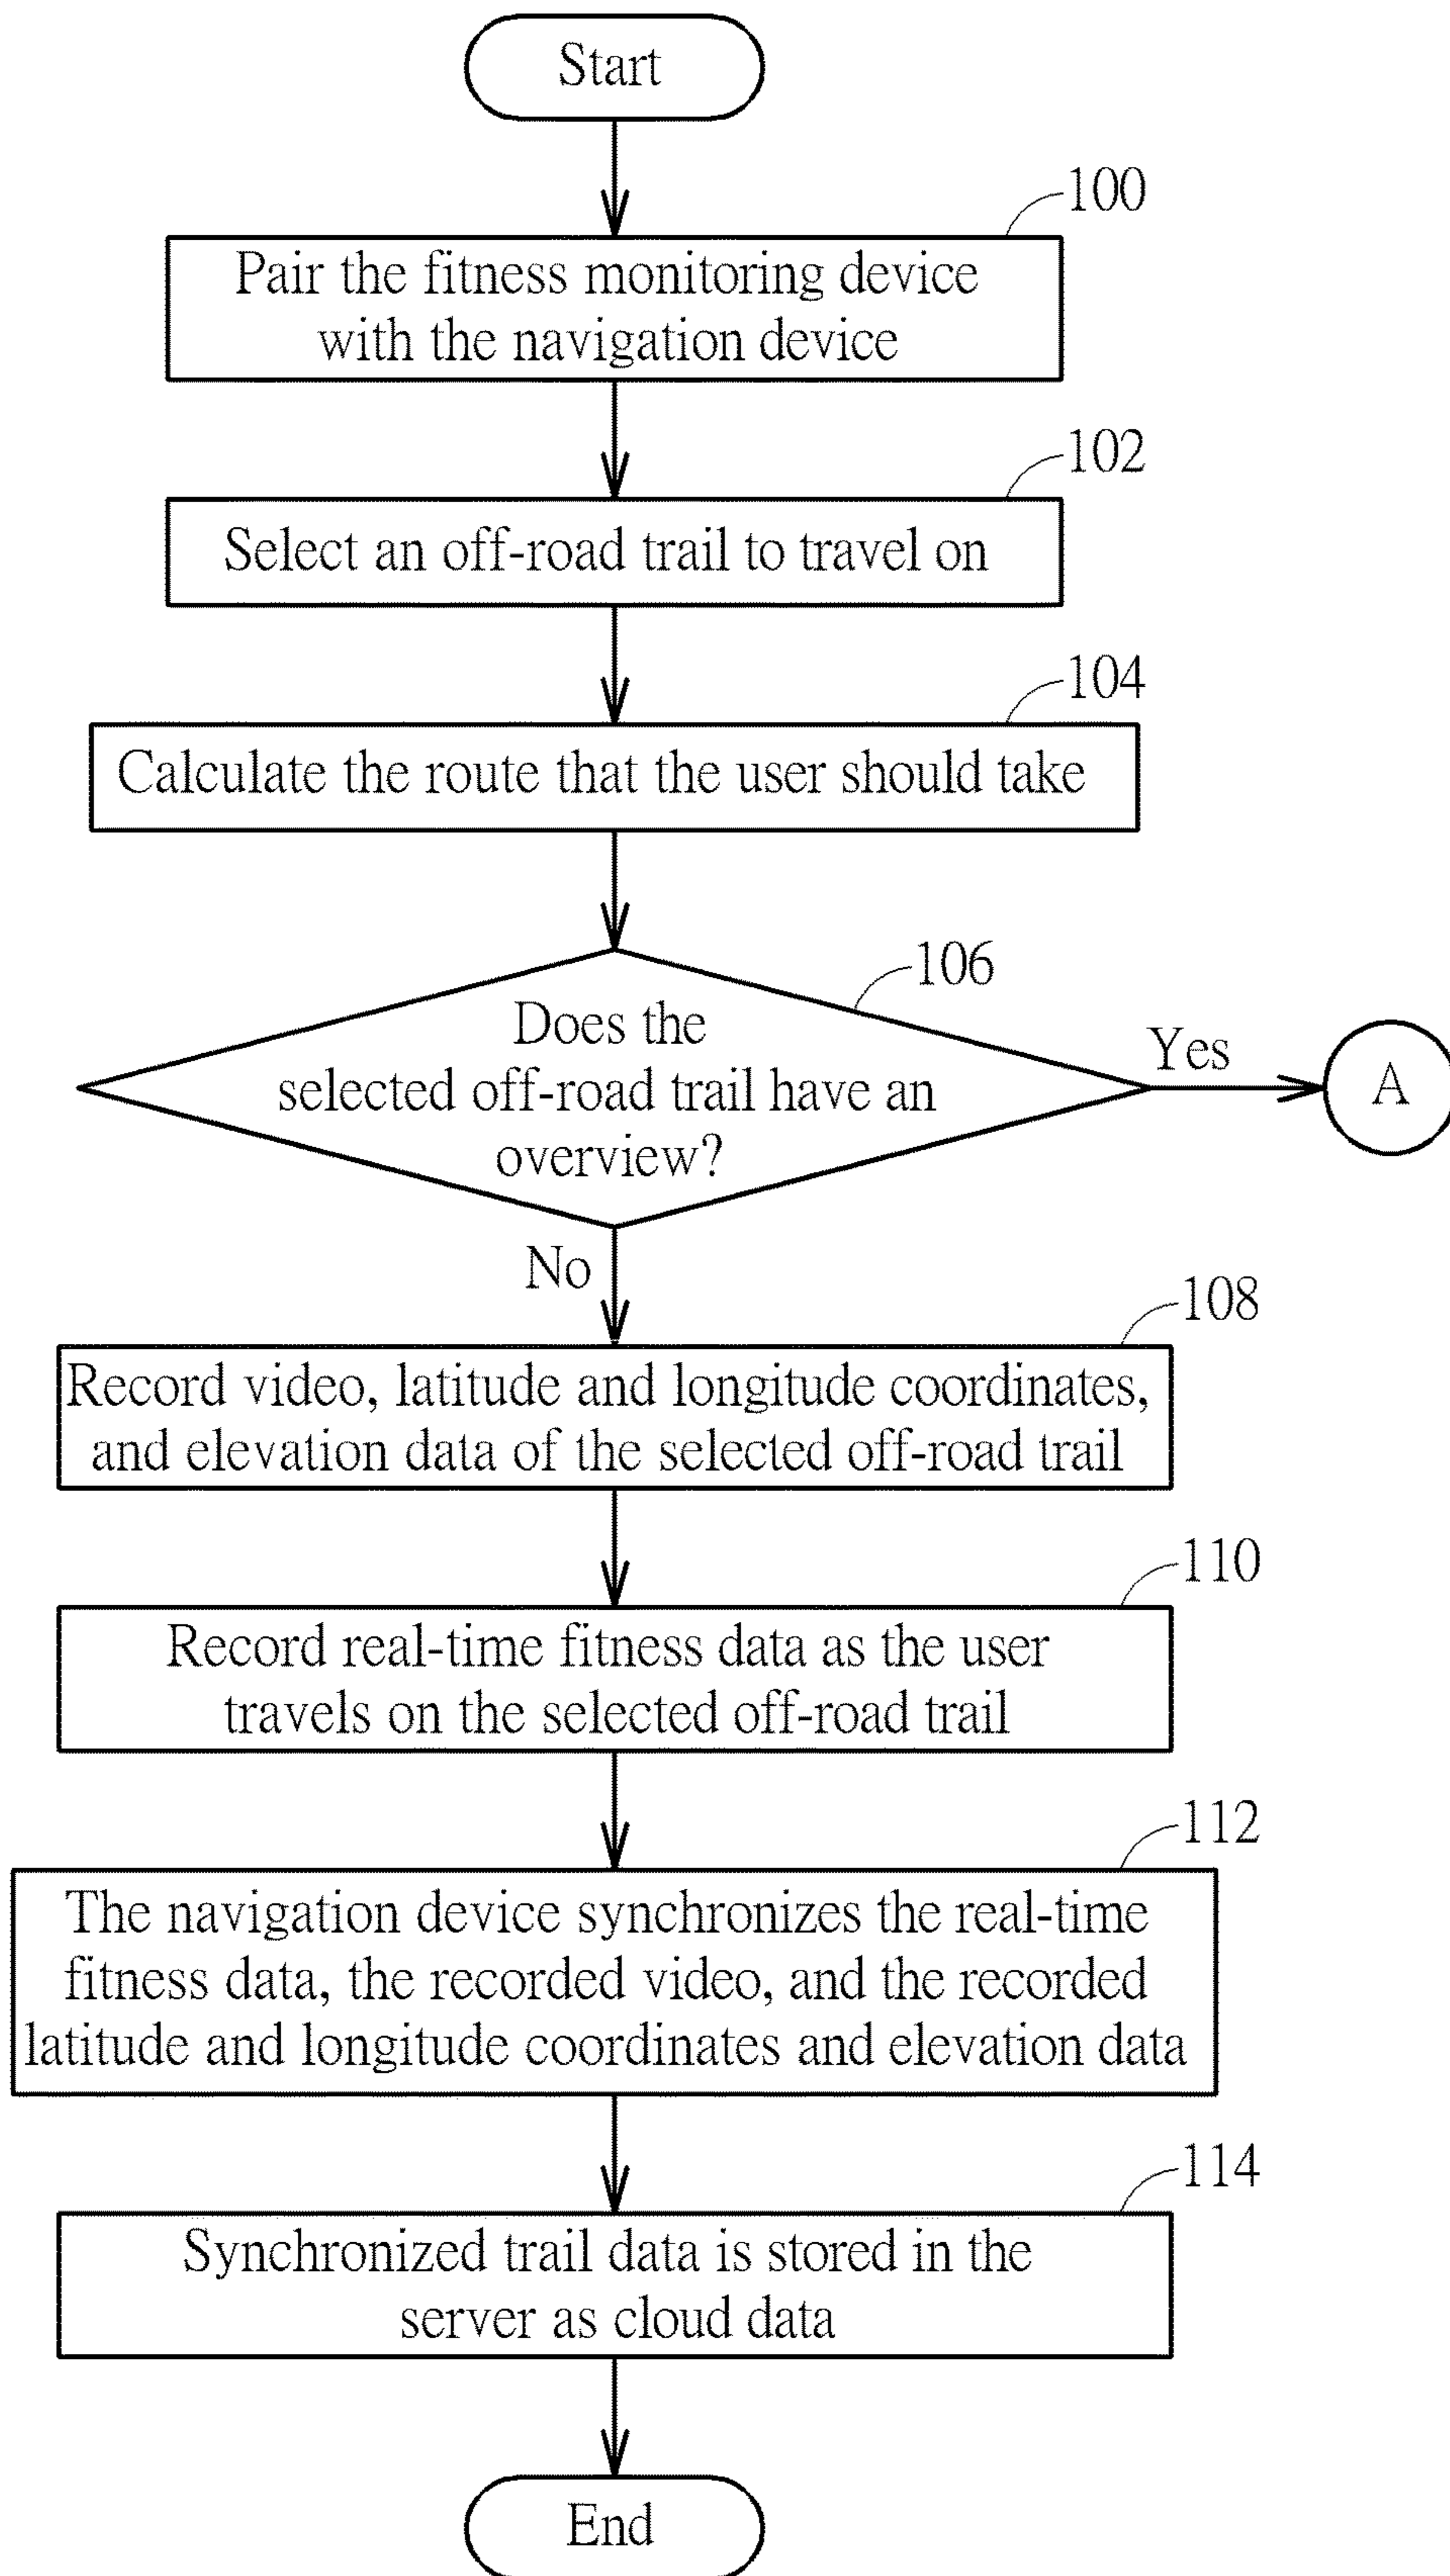 Start
100
Pair the fitness monitoring device
with the navigation device
102
Select an off-road trail to travel on
104
Calculate the route that the user should take
106
Does the
selected off-road trail have an
overview?
Yes
A
No
108
Record video, latitude and longitude coordinates,
and elevation data of the selected off-road trail
110
Record real-time fitness data as the user
travels on the selected off-road trail
112
The navigation device synchronizes the real-time
fitness data, the recorded video, and the recorded
latitude and longitude coordinates and elevation data
114
Synchronized trail data is stored in the
server as cloud data
End